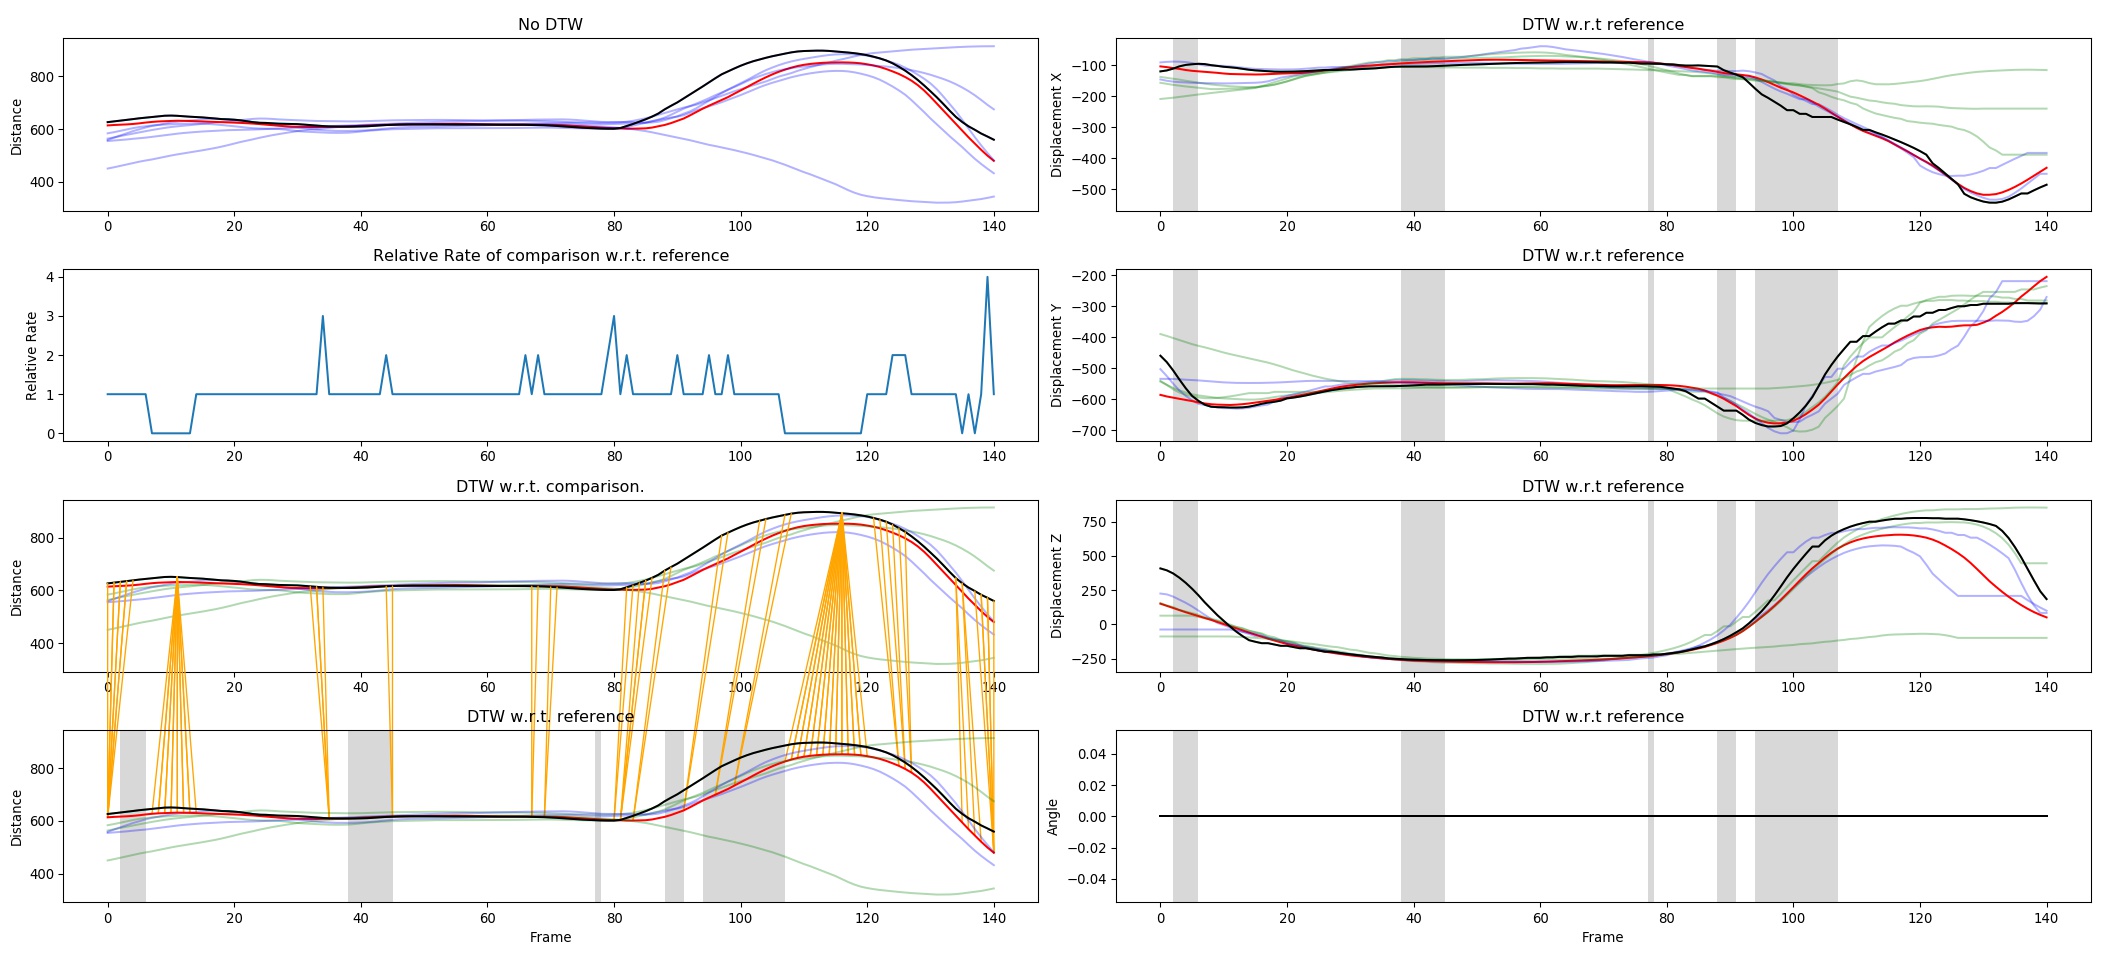 No DTW
Distance
800
600
400
0 20 40 60 80 100 120 140
Relative Rate of comparison w.r.t. reference
Relative Rate
4
3
2
1
0
0 20 40 60 80 100 120 140
DTW w.r.t. comparison.
Distance
800
600
400
0 20 40 60 80 100 120 140
DTW w.r.t. reference
Distance
800
600
400
0 20 40 60 80 100 120 140
Frame
DTW w.r.t reference
Displacement X
−100
−200
−300
−400
−500
0 20 40 60 80 100 120 140
DTW w.r.t reference
Displacement Y
−200
−300
−400
−500
−600
−700
0 20 40 60 80 100 120 140
DTW w.r.t reference
Displacement Z
750
500
250
0
−250
0 20 40 60 80 100 120 140
DTW w.r.t reference
Angle
0.04
0.02
0.00
−0.02
−0.04
0 20 40 60 80 100 120 140
Frame